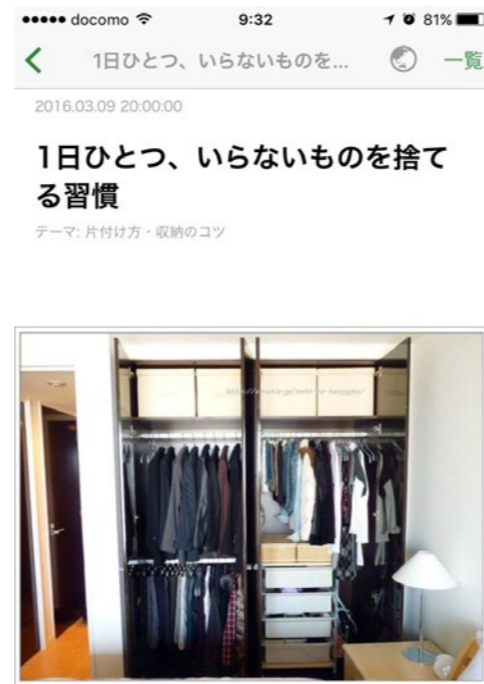 docomo 9:32 81%
1日ひとつ、いらないものを... 一覧
2016.03.09 20:00:00
1日ひとつ、いらないものを捨て
る習慣
テーマ: 片付け方・収納のコツ